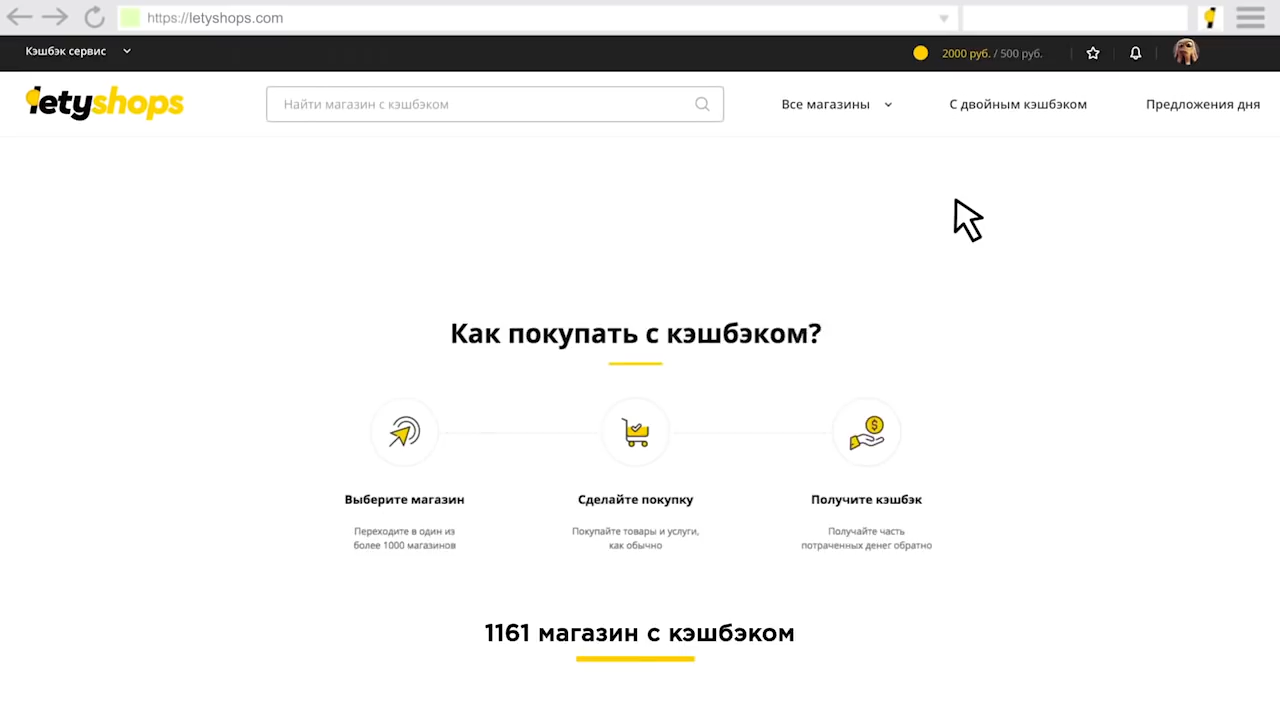 https://letyshops.com
Кэшбэк сервис
2000 руб. / 500 руб.
letyshops
Найти магазин с кэшбэком
Все магазины
С двойным кэшбэком
Предложения дня
Как покупать с кэшбэком?
Выберите магазин
Переходите в один из
более 1000 магазинов
Сделайте покупку
Покупайте товары и услуги,
как обычно
Получите кэшбэк
Получайте часть
потраченных денег обратно
1161 магазин с кэшбэком